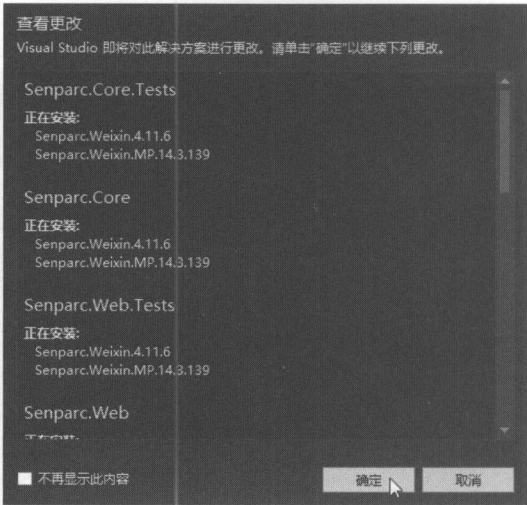 查看更改
Visual Studio 即将对此解决方案进行更改。请单击"确定"以继续下列更改。
Senparc.Core.Tests
正在安装:
Senparc.Weixin.4.11.6
Senparc.Weixin.MP.14.3.139
Senparc.Core
正在安装:
Senparc.Weixin.4.11.6
Senparc.Weixin.MP.14.3.139
Senparc.Web.Tests
正在安装:
Senparc.Weixin.4.11.6
Senparc.Weixin.MP.14.3.139
Senparc.Web
不再显示此内容
确定
取消